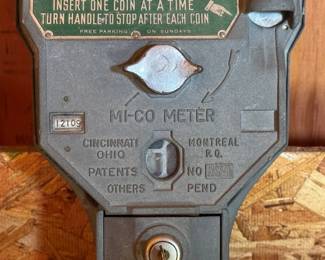 INSERT ONE COIN AT A TIME
TURN HANDLE TO STOP AFTER EACH COIN
FREE PARKING ON SUNDAYS
MI-CO METER
CINCINNATI MONTREAL
OHIO P.Q.
PATENTS NO
OTHERS PEND